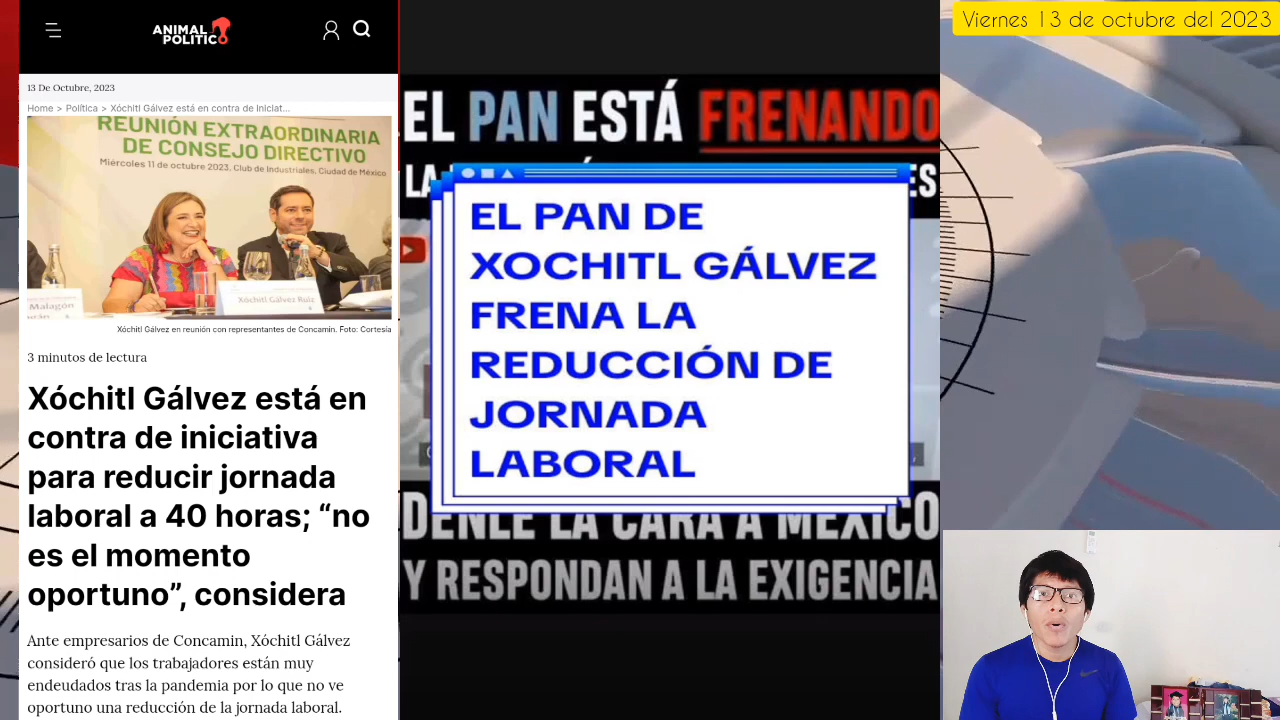 ANIMAL
POLITICO
13 De Octubre, 2023
Home > Política > Xóchitl Gálvez está en contra de iniciat...
REUNIÓN EXTRAORDINARIA
DE CONSEJO DIRECTIVO
Miércoles 11 de octubre 2023, Club de Industriales, Ciudad de México
Malagón
Xóchitl Gálvez Ruiz
Xóchitl Gálvez en reunión con representantes de Concamin. Foto: Cortesía
3 minutos de lectura
Xóchitl Gálvez está en
contra de iniciativa
para reducir jornada
laboral a 40 horas; “no
es el momento
oportuno”, considera
Ante empresarios de Concamin, Xóchitl Gálvez
consideró que los trabajadores están muy
endeudados tras la pandemia por lo que no ve
oportuno una reducción de la jornada laboral.
EL PAN ESTÁ FRENANDO
LA
EL PAN DE
XOCHITL GÁLVEZ
FRENA LA
REDUCCIÓN DE
JORNADA
LABORAL
LA CARA A MÉXICO
Y RESPONDAN A LA EXIGENCIA
Viernes 13 de octubre del 2023